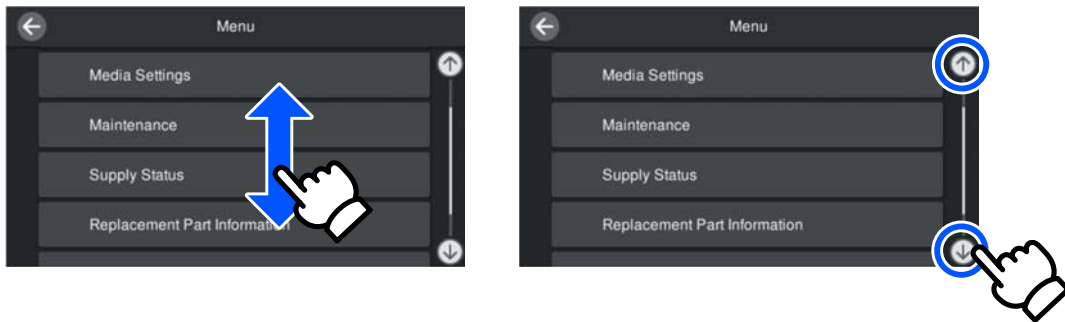 Menu
Media Settings
Maintenance
Supply Status
Replacement Part Information
Menu
Media Settings
Maintenance
Supply Status
Replacement Part Information